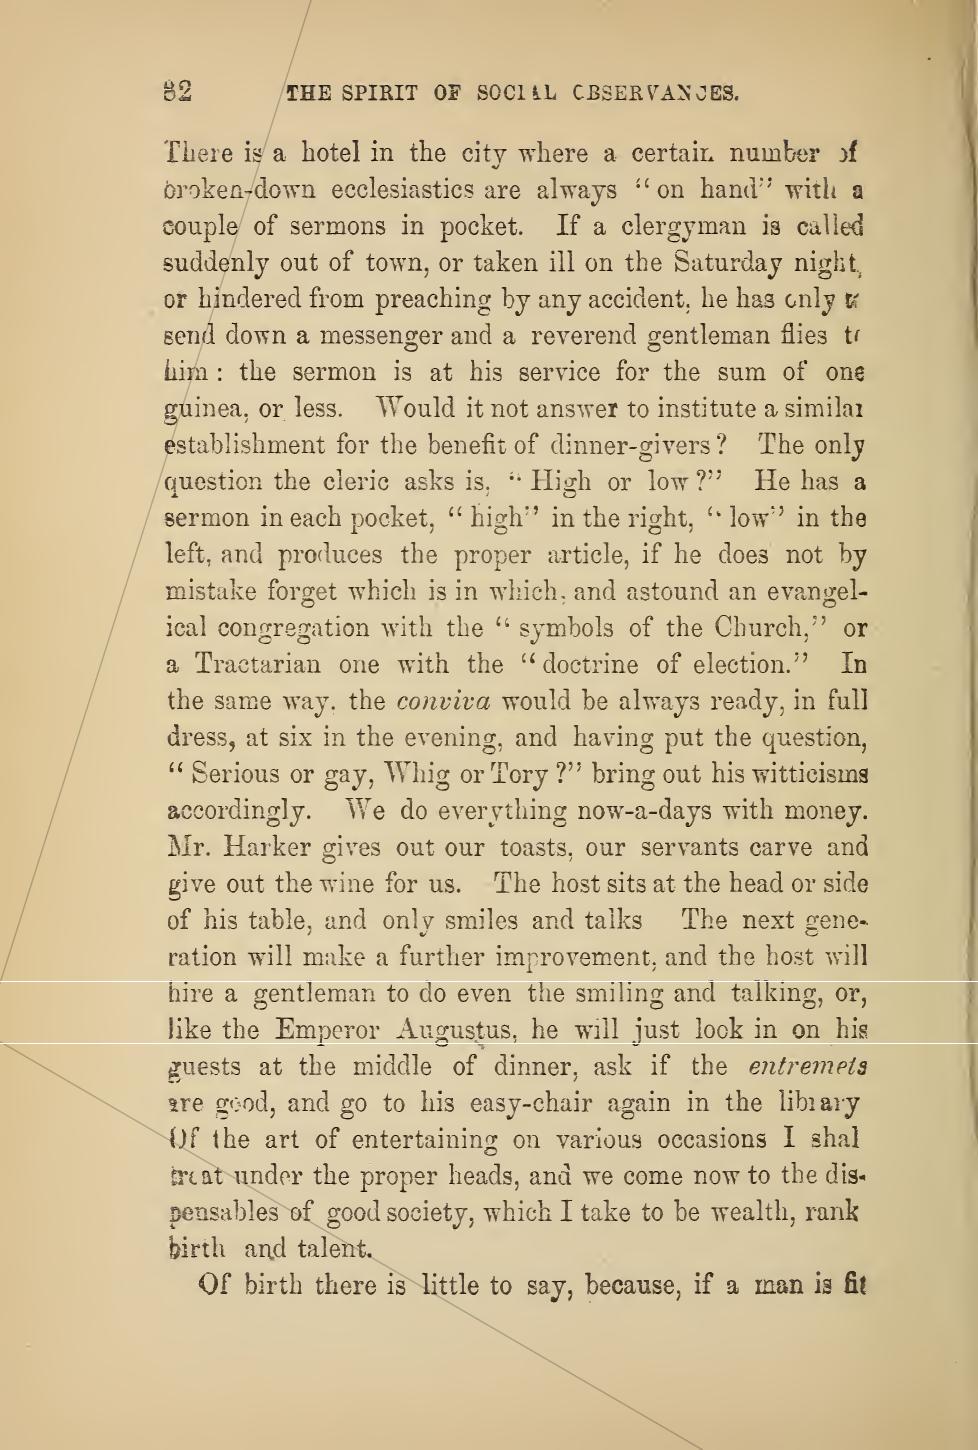 82 THE SPIRIT OF SOCIAL OBSERVANCES.
There is a hotel in the city where a certain number of
broken-down ecclesiastics are always “on hand” with a
couple of sermons in pocket. If a clergyman is called
suddenly out of town, or taken ill on the Saturday night,
or hindered from preaching by any accident, he has only to
send down a messenger and a reverend gentleman flies to
him: the sermon is at his service for the sum of one
guinea, or less. Would it not answer to institute a similar
establishment for the benefit of dinner-givers? The only
question the cleric asks is, “High or low?” He has a
sermon in each pocket, “high” in the right, “low” in the
left, and produces the proper article, if he does not by
mistake forget which is in which, and astound an evangel-
ical congregation with the “symbols of the Church,” or
a Tractarian one with the “doctrine of election.” In
the same way, the conviva would be always ready, in full
dress, at six in the evening, and having put the question,
“Serious or gay, Whig or Tory?” bring out his witticisms
accordingly. We do everything now-a-days with money.
Mr. Harker gives out our toasts, our servants carve and
give out the wine for us. The host sits at the head or side
of his table, and only smiles and talks The next gene-
ration will make a further improvement, and the host will
hire a gentleman to do even the smiling and talking, or,
like the Emperor Augustus, he will just look in on his
guests at the middle of dinner, ask if the entremets
are good, and go to his easy-chair again in the library
Of the art of entertaining on various occasions I shal
treat under the proper heads, and we come now to the dis-
pensables of good society, which I take to be wealth, rank
birth and talent.
Of birth there is little to say, because, if a man is fit